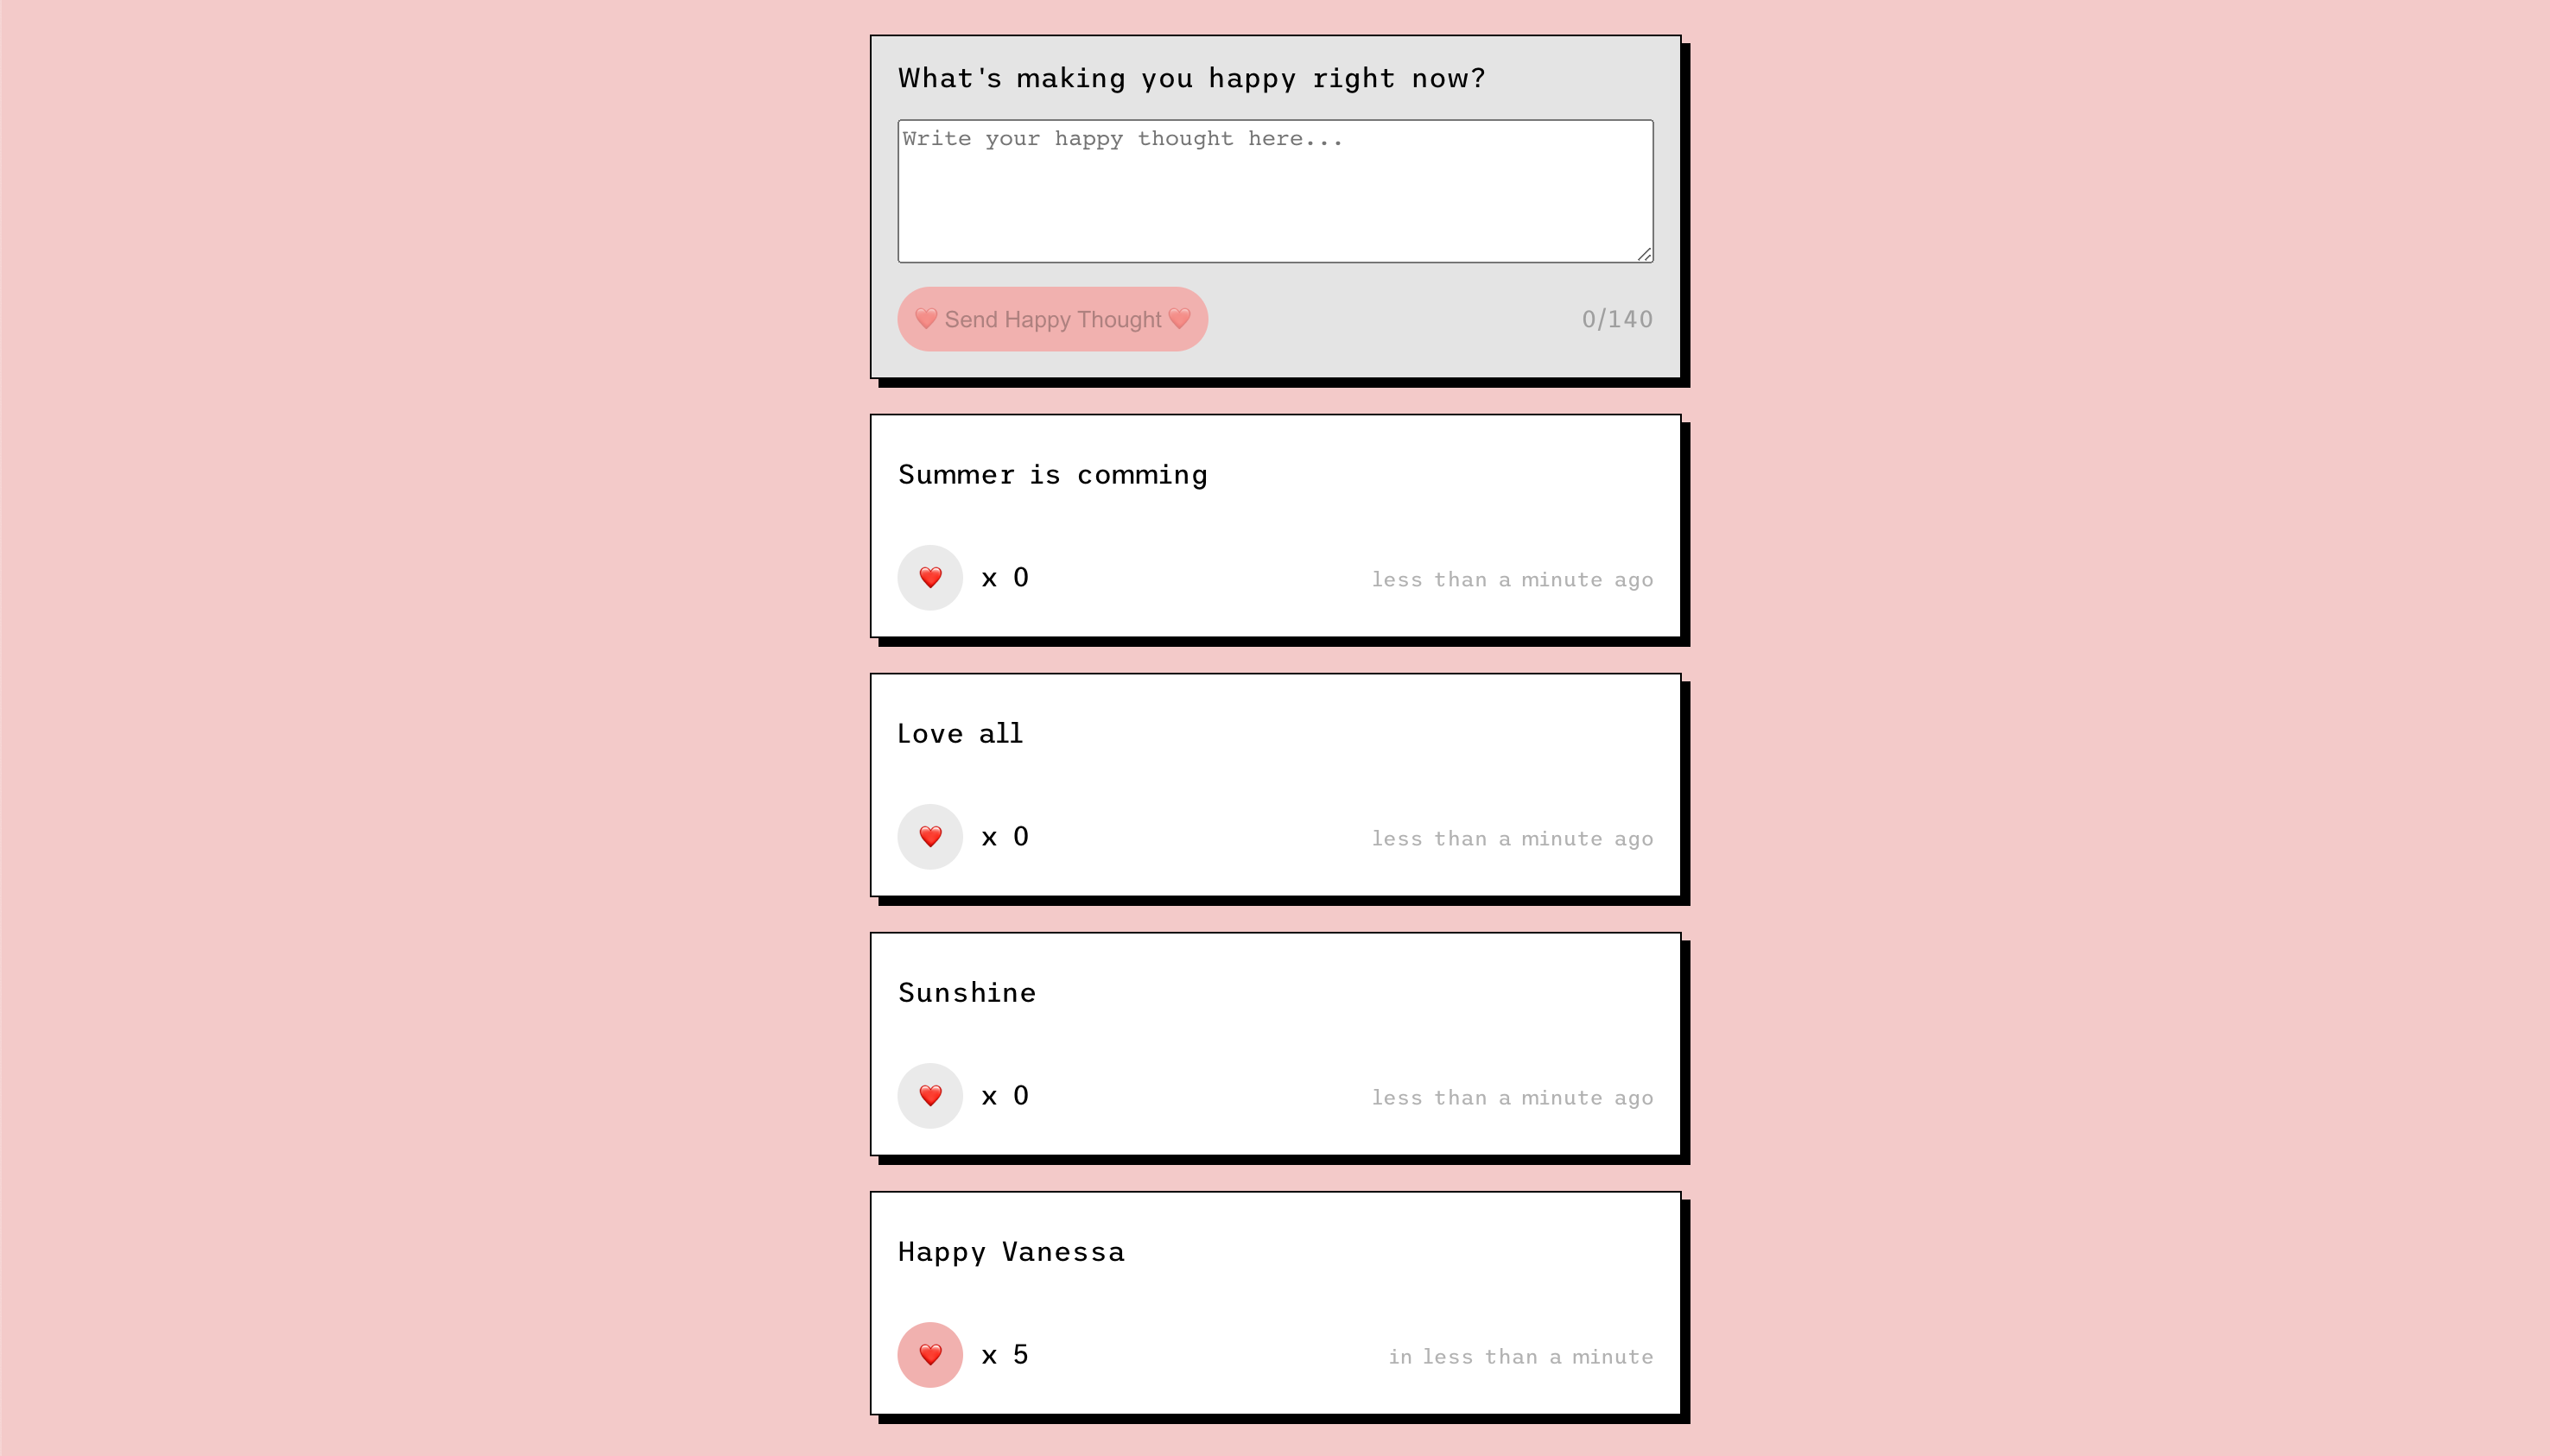 What's making you happy right now?
Write your happy thought here...
❤️ Send Happy Thought ❤️ 0/140
Summer is comming
❤️ x 0 less than a minute ago
Love all
❤️ x 0 less than a minute ago
Sunshine
❤️ x 0 less than a minute ago
Happy Vanessa
❤️ x 5 in less than a minute